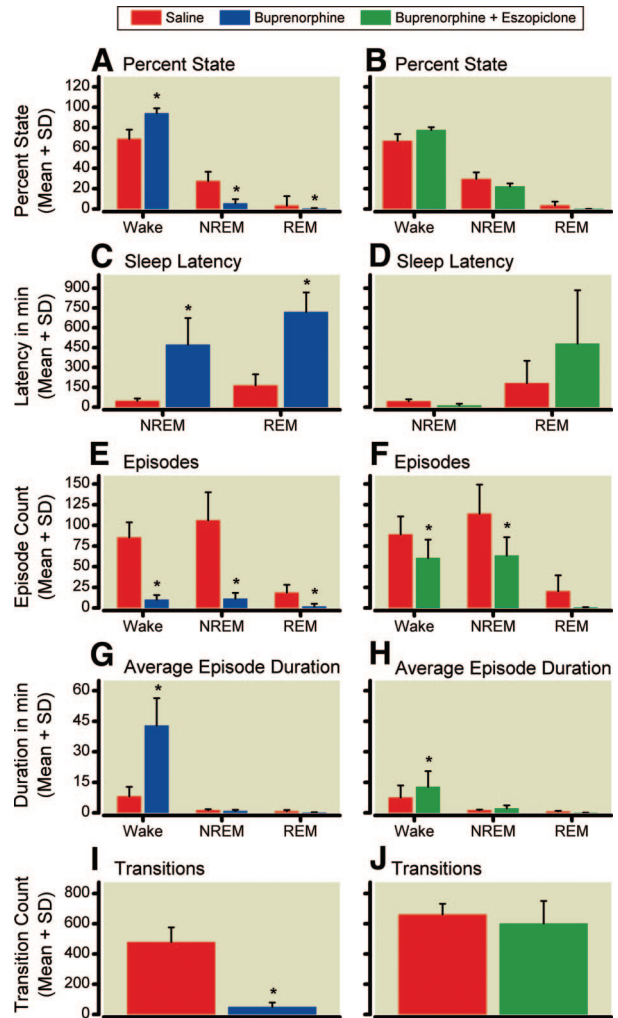 Saline Buprenorphine Buprenorphine + Eszopiclone
A Percent State
B Percent State
Percent State
(Mean + SD)
120
100
80
60
40
20
0
* * *
Wake NREM REM
Wake NREM REM
C Sleep Latency
D Sleep Latency
Latency in min
(Mean + SD)
900
750
600
450
300
150
0
* *
NREM REM
NREM REM
E Episodes
F Episodes
Episode Count
(Mean + SD)
150
125
100
75
50
25
0
* * *
* *
Wake NREM REM
Wake NREM REM
G Average Episode Duration
H Average Episode Duration
Duration in min
(Mean + SD)
60
45
30
15
0
*
*
Wake NREM REM
Wake NREM REM
I Transitions
J Transitions
Transition Count
(Mean + SD)
800
600
400
200
0
*